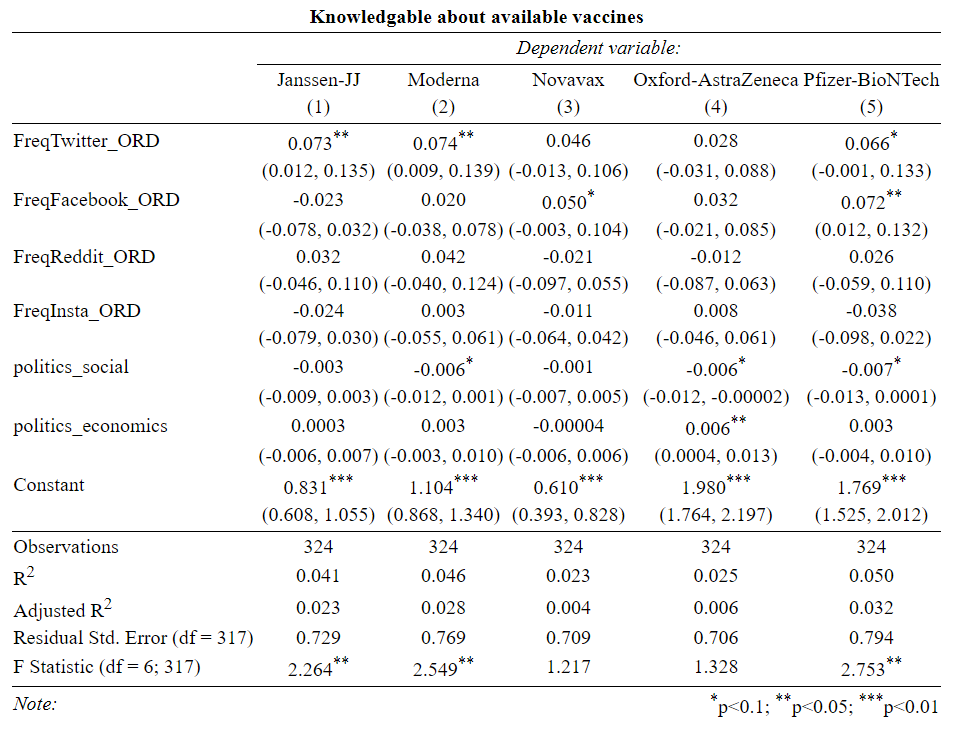 Knowledgable about available vaccines
Dependent variable:
Janssen-JJ Moderna Novavax Oxford-AstraZeneca Pfizer-BioNTech
(1) (2) (3) (4) (5)
FreqTwitter_ORD 0.073** 0.074** 0.046 0.028 0.066*
(0.012, 0.135) (0.009, 0.139) (-0.013, 0.106) (-0.031, 0.088) (-0.001, 0.133)
FreqFacebook_ORD -0.023 0.020 0.050* 0.032 0.072**
(-0.078, 0.032) (-0.038, 0.078) (-0.003, 0.104) (-0.021, 0.085) (0.012, 0.132)
FreqReddit_ORD 0.032 0.042 -0.021 -0.012 0.026
(-0.046, 0.110) (-0.040, 0.124) (-0.097, 0.055) (-0.087, 0.063) (-0.059, 0.110)
FreqInsta_ORD -0.024 0.003 -0.011 0.008 -0.038
(-0.079, 0.030) (-0.055, 0.061) (-0.064, 0.042) (-0.046, 0.061) (-0.098, 0.022)
politics_social -0.003 -0.006* -0.001 -0.006* -0.007*
(-0.009, 0.003) (-0.012, 0.001) (-0.007, 0.005) (-0.012, -0.00002) (-0.013, 0.0001)
politics_economics 0.0003 0.003 -0.00004 0.006** 0.003
(-0.006, 0.007) (-0.003, 0.010) (-0.006, 0.006) (0.0004, 0.013) (-0.004, 0.010)
Constant 0.831*** 1.104*** 0.610*** 1.980*** 1.769***
(0.608, 1.055) (0.868, 1.340) (0.393, 0.828) (1.764, 2.197) (1.525, 2.012)
Observations 324 324 324 324 324
R2 0.041 0.046 0.023 0.025 0.050
Adjusted R2 0.023 0.028 0.004 0.006 0.032
Residual Std. Error (df = 317) 0.729 0.769 0.709 0.706 0.794
F Statistic (df = 6; 317) 2.264** 2.549** 1.217 1.328 2.753**
Note: *p<0.1; **p<0.05; ***p<0.01